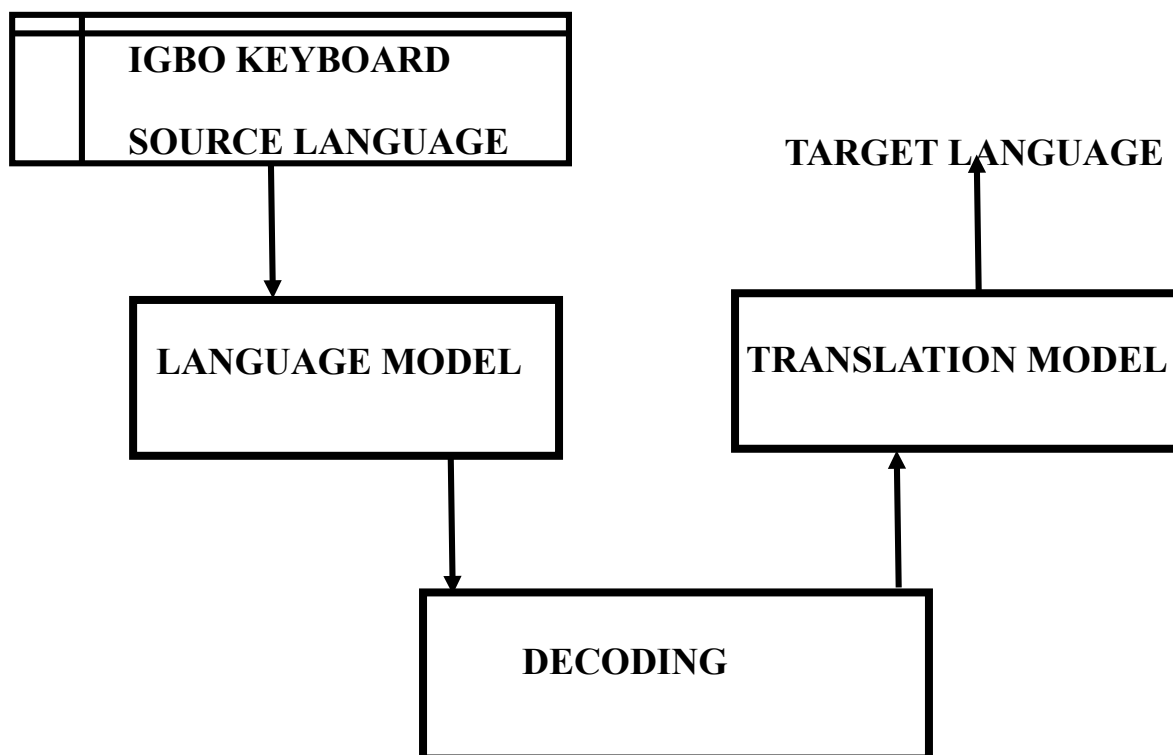 IGBO KEYBOARD
SOURCE LANGUAGE
TARGET LANGUAGE
LANGUAGE MODEL
TRANSLATION MODEL
DECODING